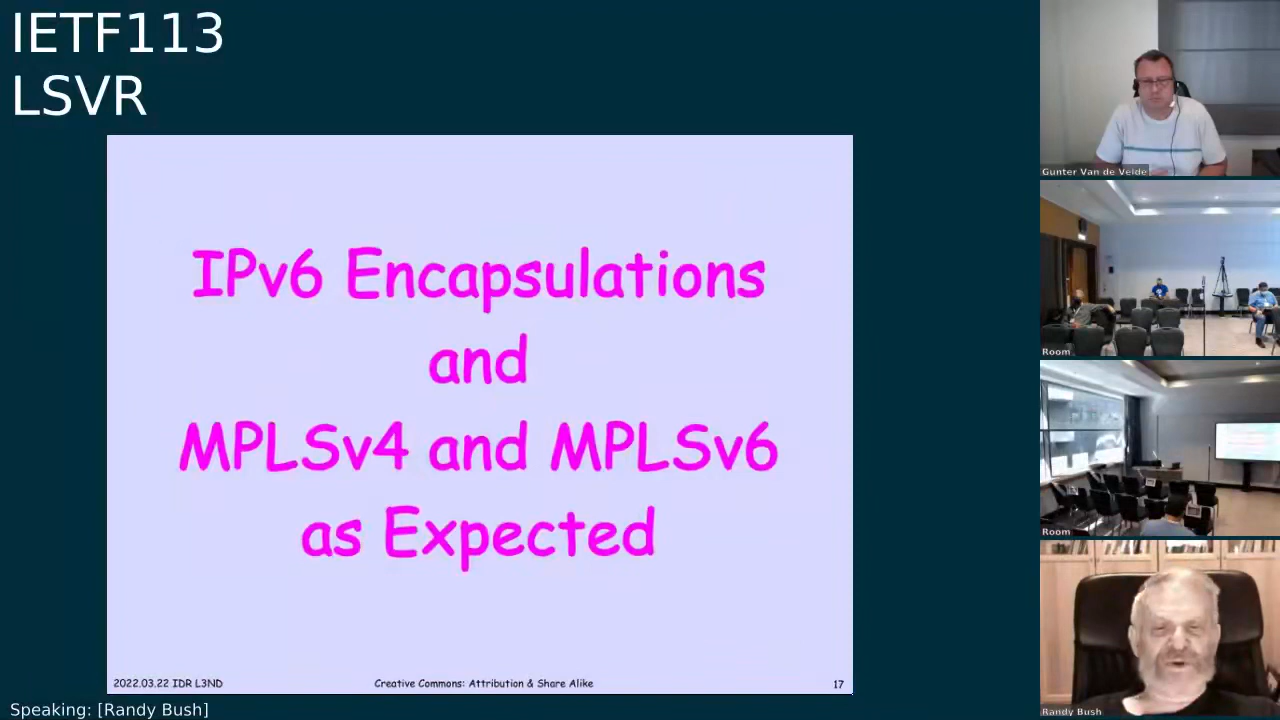 IETF113
LSVR
IPv6 Encapsulations
and
MPLSv4 and MPLSv6
as Expected
2022.03.22 IDR L3ND
Creative Commons: Attribution & Share Alike
17
Speaking: [Randy Bush]
Gunter Van de Velde
Room
Room
Randy Bush